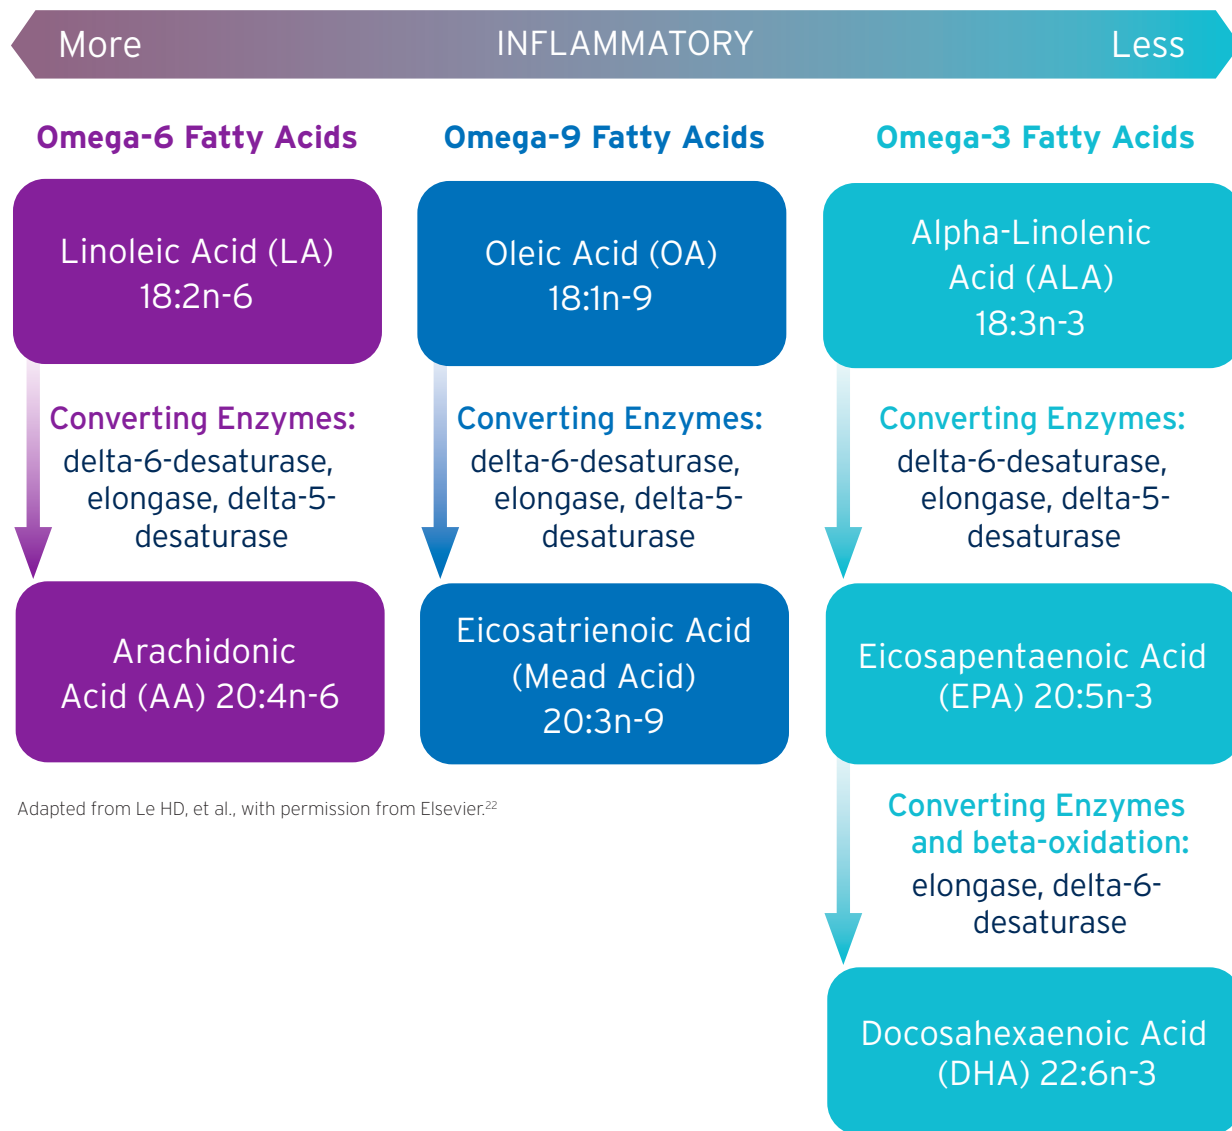 More INFLAMMATORY Less
Omega-6 Fatty Acids
Linoleic Acid (LA)
18:2n-6
Converting Enzymes:
delta-6-desaturase,
elongase, delta-5-
desaturase
Arachidonic
Acid (AA) 20:4n-6
Omega-9 Fatty Acids
Oleic Acid (OA)
18:1n-9
Converting Enzymes:
delta-6-desaturase,
elongase, delta-5-
desaturase
Eicosatrienoic Acid
(Mead Acid)
20:3n-9
Omega-3 Fatty Acids
Alpha-Linolenic
Acid (ALA)
18:3n-3
Converting Enzymes:
delta-6-desaturase,
elongase, delta-5-
desaturase
Eicosapentaenoic Acid
(EPA) 20:5n-3
Converting Enzymes
and beta-oxidation:
elongase, delta-6-
desaturase
Docosahexaenoic Acid
(DHA) 22:6n-3
Adapted from Le HD, et al., with permission from Elsevier.22